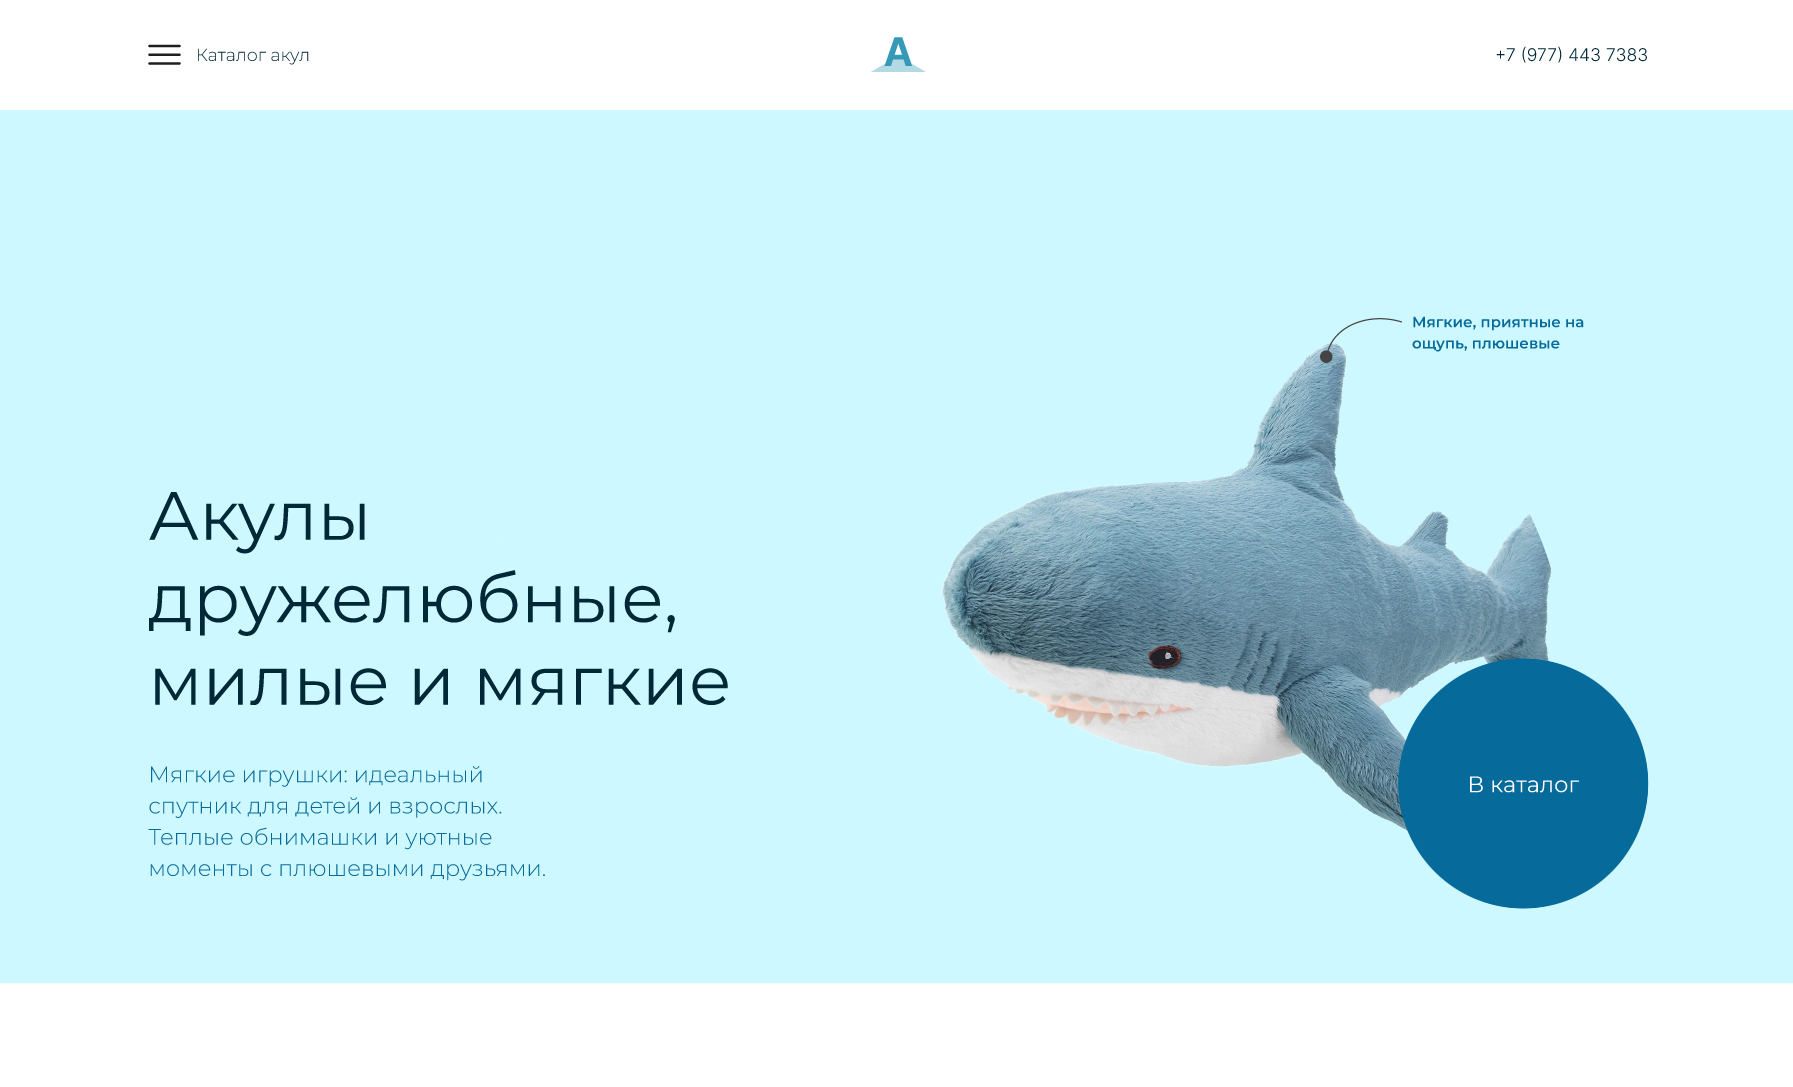 Каталог акул
А
+7 (977) 443 7383
Мягкие, приятные на
ощупь, плюшевые
Акулы
дружелюбные,
милые и мягкие
Мягкие игрушки: идеальный
спутник для детей и взрослых.
Теплые обнимашки и уютные
моменты с плюшевыми друзьями.
В каталог